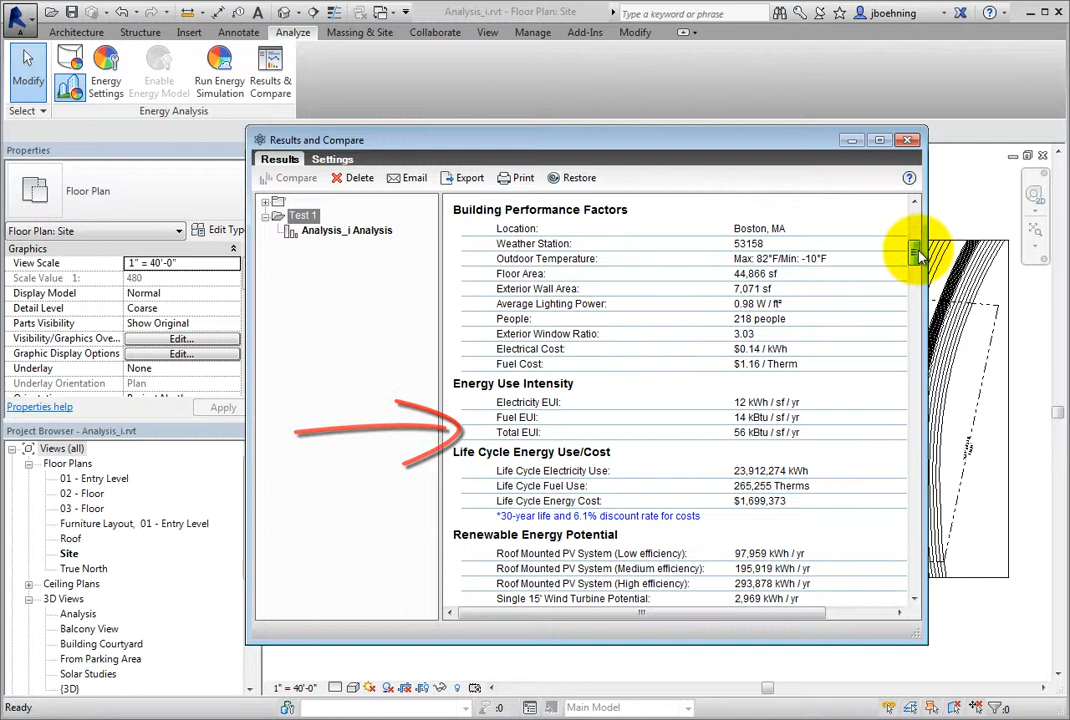 Analysis_i.rvt - Floor Plan: Site
Type a keyword or phrase
jboehning
Architecture Structure Insert Annotate Analyze Massing & Site Collaborate View Manage Add-Ins Modify
Modify
Energy Settings
Enable Energy Model
Run Energy Simulation
Results & Compare
Select
Energy Analysis
Properties
Floor Plan
Floor Plan: Site
Edit Typ
Graphics
View Scale 1" = 40'-0"
Scale Value 1: 480
Display Model Normal
Detail Level Coarse
Parts Visibility Show Original
Visibility/Graphics Ove... Edit...
Graphic Display Options Edit...
Underlay None
Underlay Orientation Plan
Properties help
Apply
Project Browser - Analysis_i.rvt
Views (all)
Floor Plans
01 - Entry Level
02 - Floor
03 - Floor
Furniture Layout, 01 - Entry Level
Roof
Site
True North
Ceiling Plans
3D Views
Analysis
Balcony View
Building Courtyard
From Parking Area
Solar Studies
{3D}
Results and Compare
Results Settings
Compare Delete Email Export Print Restore
Test 1
Analysis_i Analysis
Building Performance Factors
Location: Boston, MA
Weather Station: 53158
Outdoor Temperature: Max: 82°F/Min: -10°F
Floor Area: 44,866 sf
Exterior Wall Area: 7,071 sf
Average Lighting Power: 0.98 W / ft²
People: 218 people
Exterior Window Ratio: 3.03
Electrical Cost: $0.14 / kWh
Fuel Cost: $1.16 / Therm
Energy Use Intensity
Electricity EUI: 12 kWh / sf / yr
Fuel EUI: 14 kBtu / sf / yr
Total EUI: 56 kBtu / sf / yr
Life Cycle Energy Use/Cost
Life Cycle Electricity Use: 23,912,274 kWh
Life Cycle Fuel Use: 265,255 Therms
Life Cycle Energy Cost: $1,699,373
*30-year life and 6.1% discount rate for costs
Renewable Energy Potential
Roof Mounted PV System (Low efficiency): 97,959 kWh / yr
Roof Mounted PV System (Medium efficiency): 195,919 kWh / yr
Roof Mounted PV System (High efficiency): 293,878 kWh / yr
Single 15' Wind Turbine Potential: 2,969 kWh / yr
1" = 40'-0"
Ready
:0
Main Model
:0